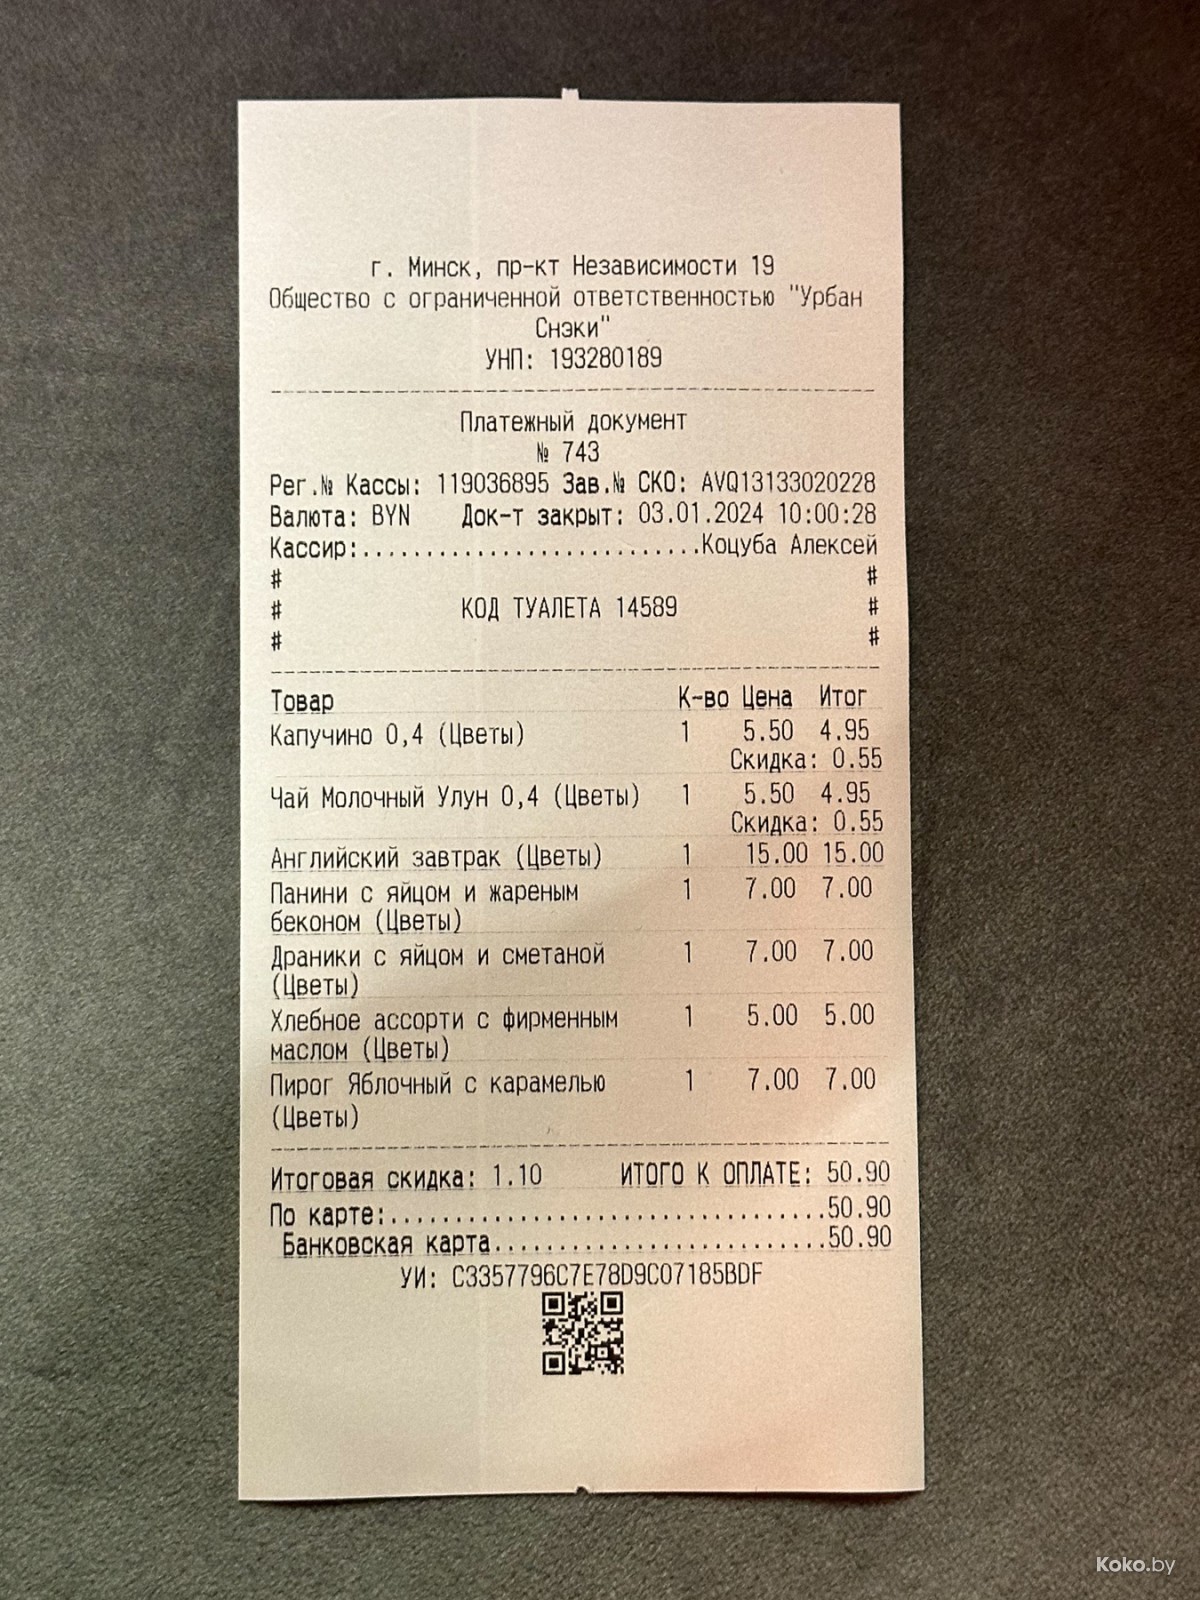 г. Минск, пр-кт Независимости 19
Общество с ограниченной ответственностью "Урбан
Снэки"
УНП: 193280189
Платежный документ
№ 743
Рег.№ Кассы: 119036895 Зав.№ СКО: AVQ13133020228
Валюта: BYN Док-т закрыт: 03.01.2024 10:00:28
Кассир:...........................Коцуба Алексей
# #
# КОД ТУАЛЕТА 14589 #
# #
Товар К-во Цена Итог
Капучино 0,4 (Цветы) 1 5.50 4.95
Скидка: 0.55
Чай Молочный Улун 0,4 (Цветы) 1 5.50 4.95
Скидка: 0.55
Английский завтрак (Цветы) 1 15.00 15.00
Панини с яйцом и жареным 1 7.00 7.00
беконом (Цветы)
Драники с яйцом и сметаной 1 7.00 7.00
(Цветы)
Хлебное ассорти с фирменным 1 5.00 5.00
маслом (Цветы)
Пирог Яблочный с карамелью 1 7.00 7.00
(Цветы)
Итоговая скидка: 1.10 ИТОГО К ОПЛАТЕ: 50.90
По карте:..................................50.90
Банковская карта..........................50.90
УИ: C3357796C7E78D9C07185BDF
Koko.by